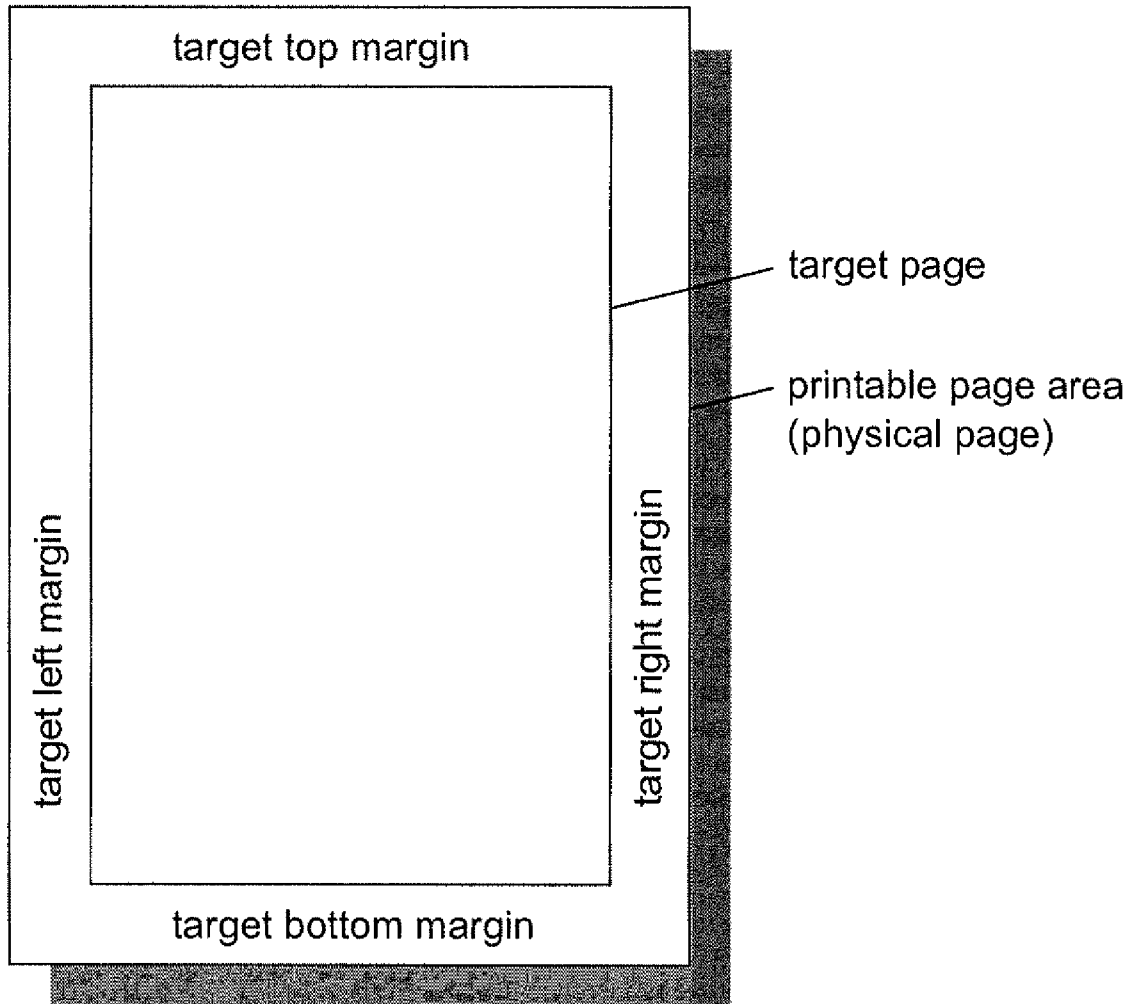 target top margin
target page
printable page area
(physical page)
target left margin
target right margin
target bottom margin